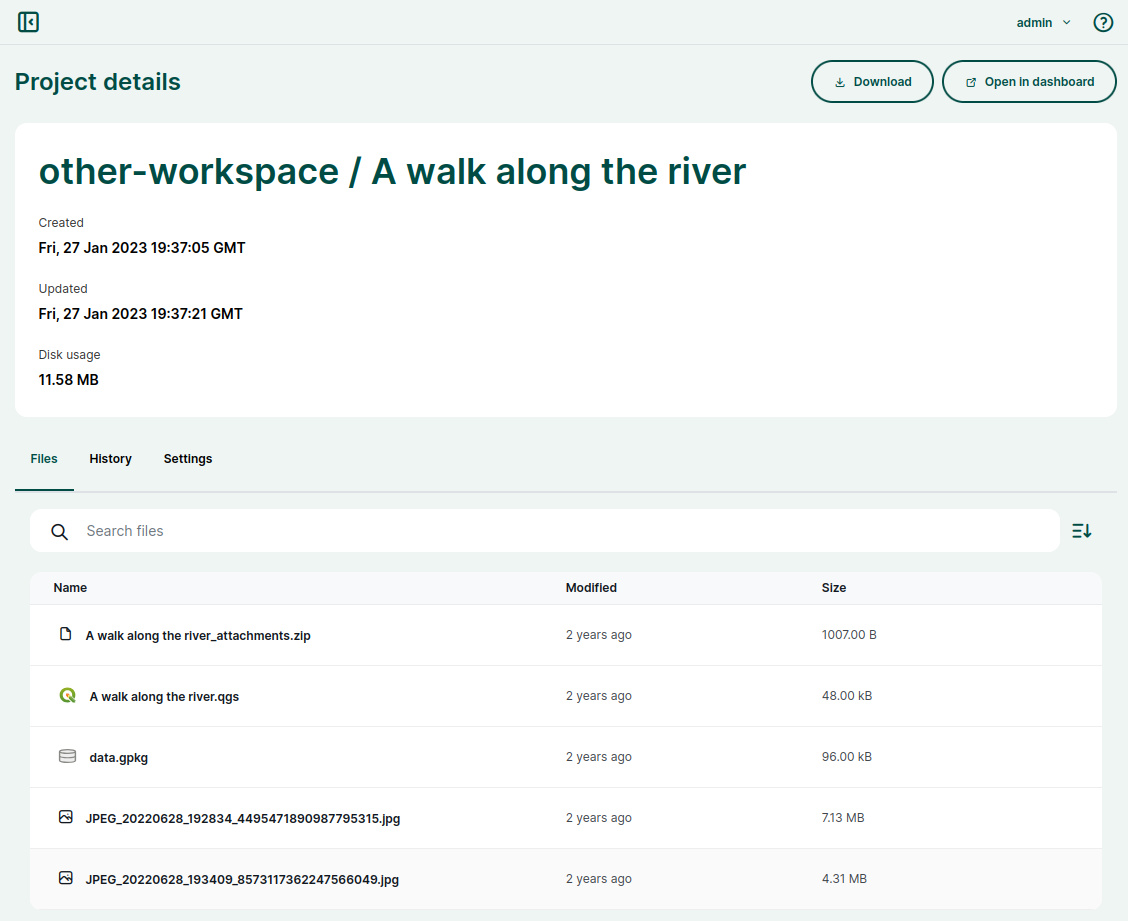 admin
Project details
Download
Open in dashboard
other-workspace / A walk along the river
Created
Fri, 27 Jan 2023 19:37:05 GMT
Updated
Fri, 27 Jan 2023 19:37:21 GMT
Disk usage
11.58 MB
Files History Settings
Search files
Name Modified Size
A walk along the river_attachments.zip 2 years ago 1007.00 B
A walk along the river.qgs 2 years ago 48.00 kB
data.gpkg 2 years ago 96.00 kB
JPEG_20220628_192834_4495471890987795315.jpg 2 years ago 7.13 MB
JPEG_20220628_193409_8573117362247566049.jpg 2 years ago 4.31 MB